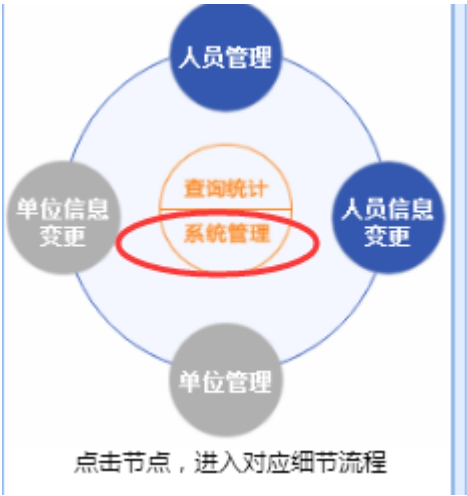 人员管理
查询统计
系统管理
单位信息
变更
人员信息
变更
单位管理
点击节点，进入对应细节流程